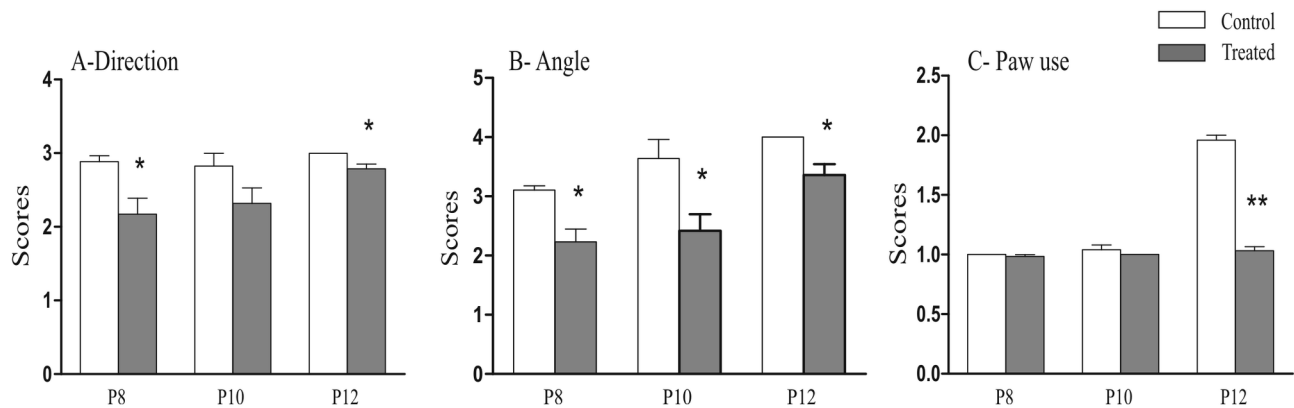 Control
Treated
A-Direction
4
3
2
1
0
Scores
*
*
P8
P10
P12
B- Angle
5
4
3
2
1
0
Scores
*
*
*
P8
P10
P12
C- Paw use
2.5
2.0
1.5
1.0
0.5
0.0
Scores
**
P8
P10
P12